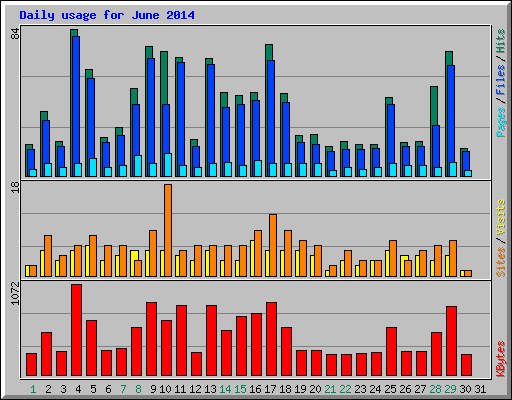 Daily usage for June 2014
84
Pages / Files / Hits
18
Sites / Visits
1072
KBytes
1 2 3 4 5 6 7 8 9 10 11 12 13 14 15 16 17 18 19 20 21 22 23 24 25 26 27 28 29 30 31